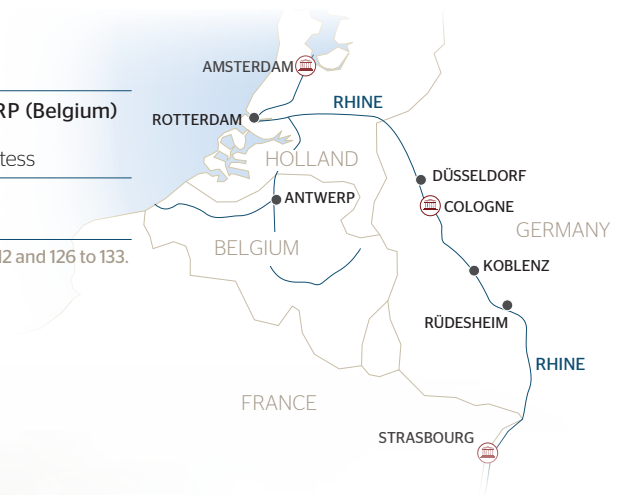 AMSTERDAM
RHINE
RP (Belgium)
ROTTERDAM
tess
HOLLAND
DÜSSELDORF
ANTWERP
COLOGNE
GERMANY
BELGIUM
12 and 126 to 133.
KOBLENZ
RÜDESHEIM
RHINE
FRANCE
STRASBOURG